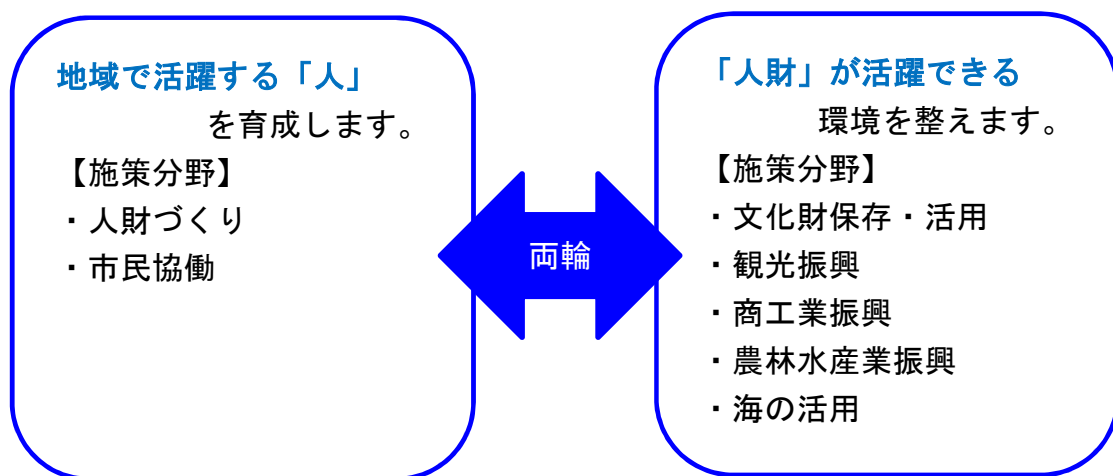 地域で活躍する「人」
を育成します。
【施策分野】
・人財づくり
・市民協働
両輪
「人財」が活躍できる
環境を整えます。
【施策分野】
・文化財保存・活用
・観光振興
・商工業振興
・農林水産業振興
・海の活用